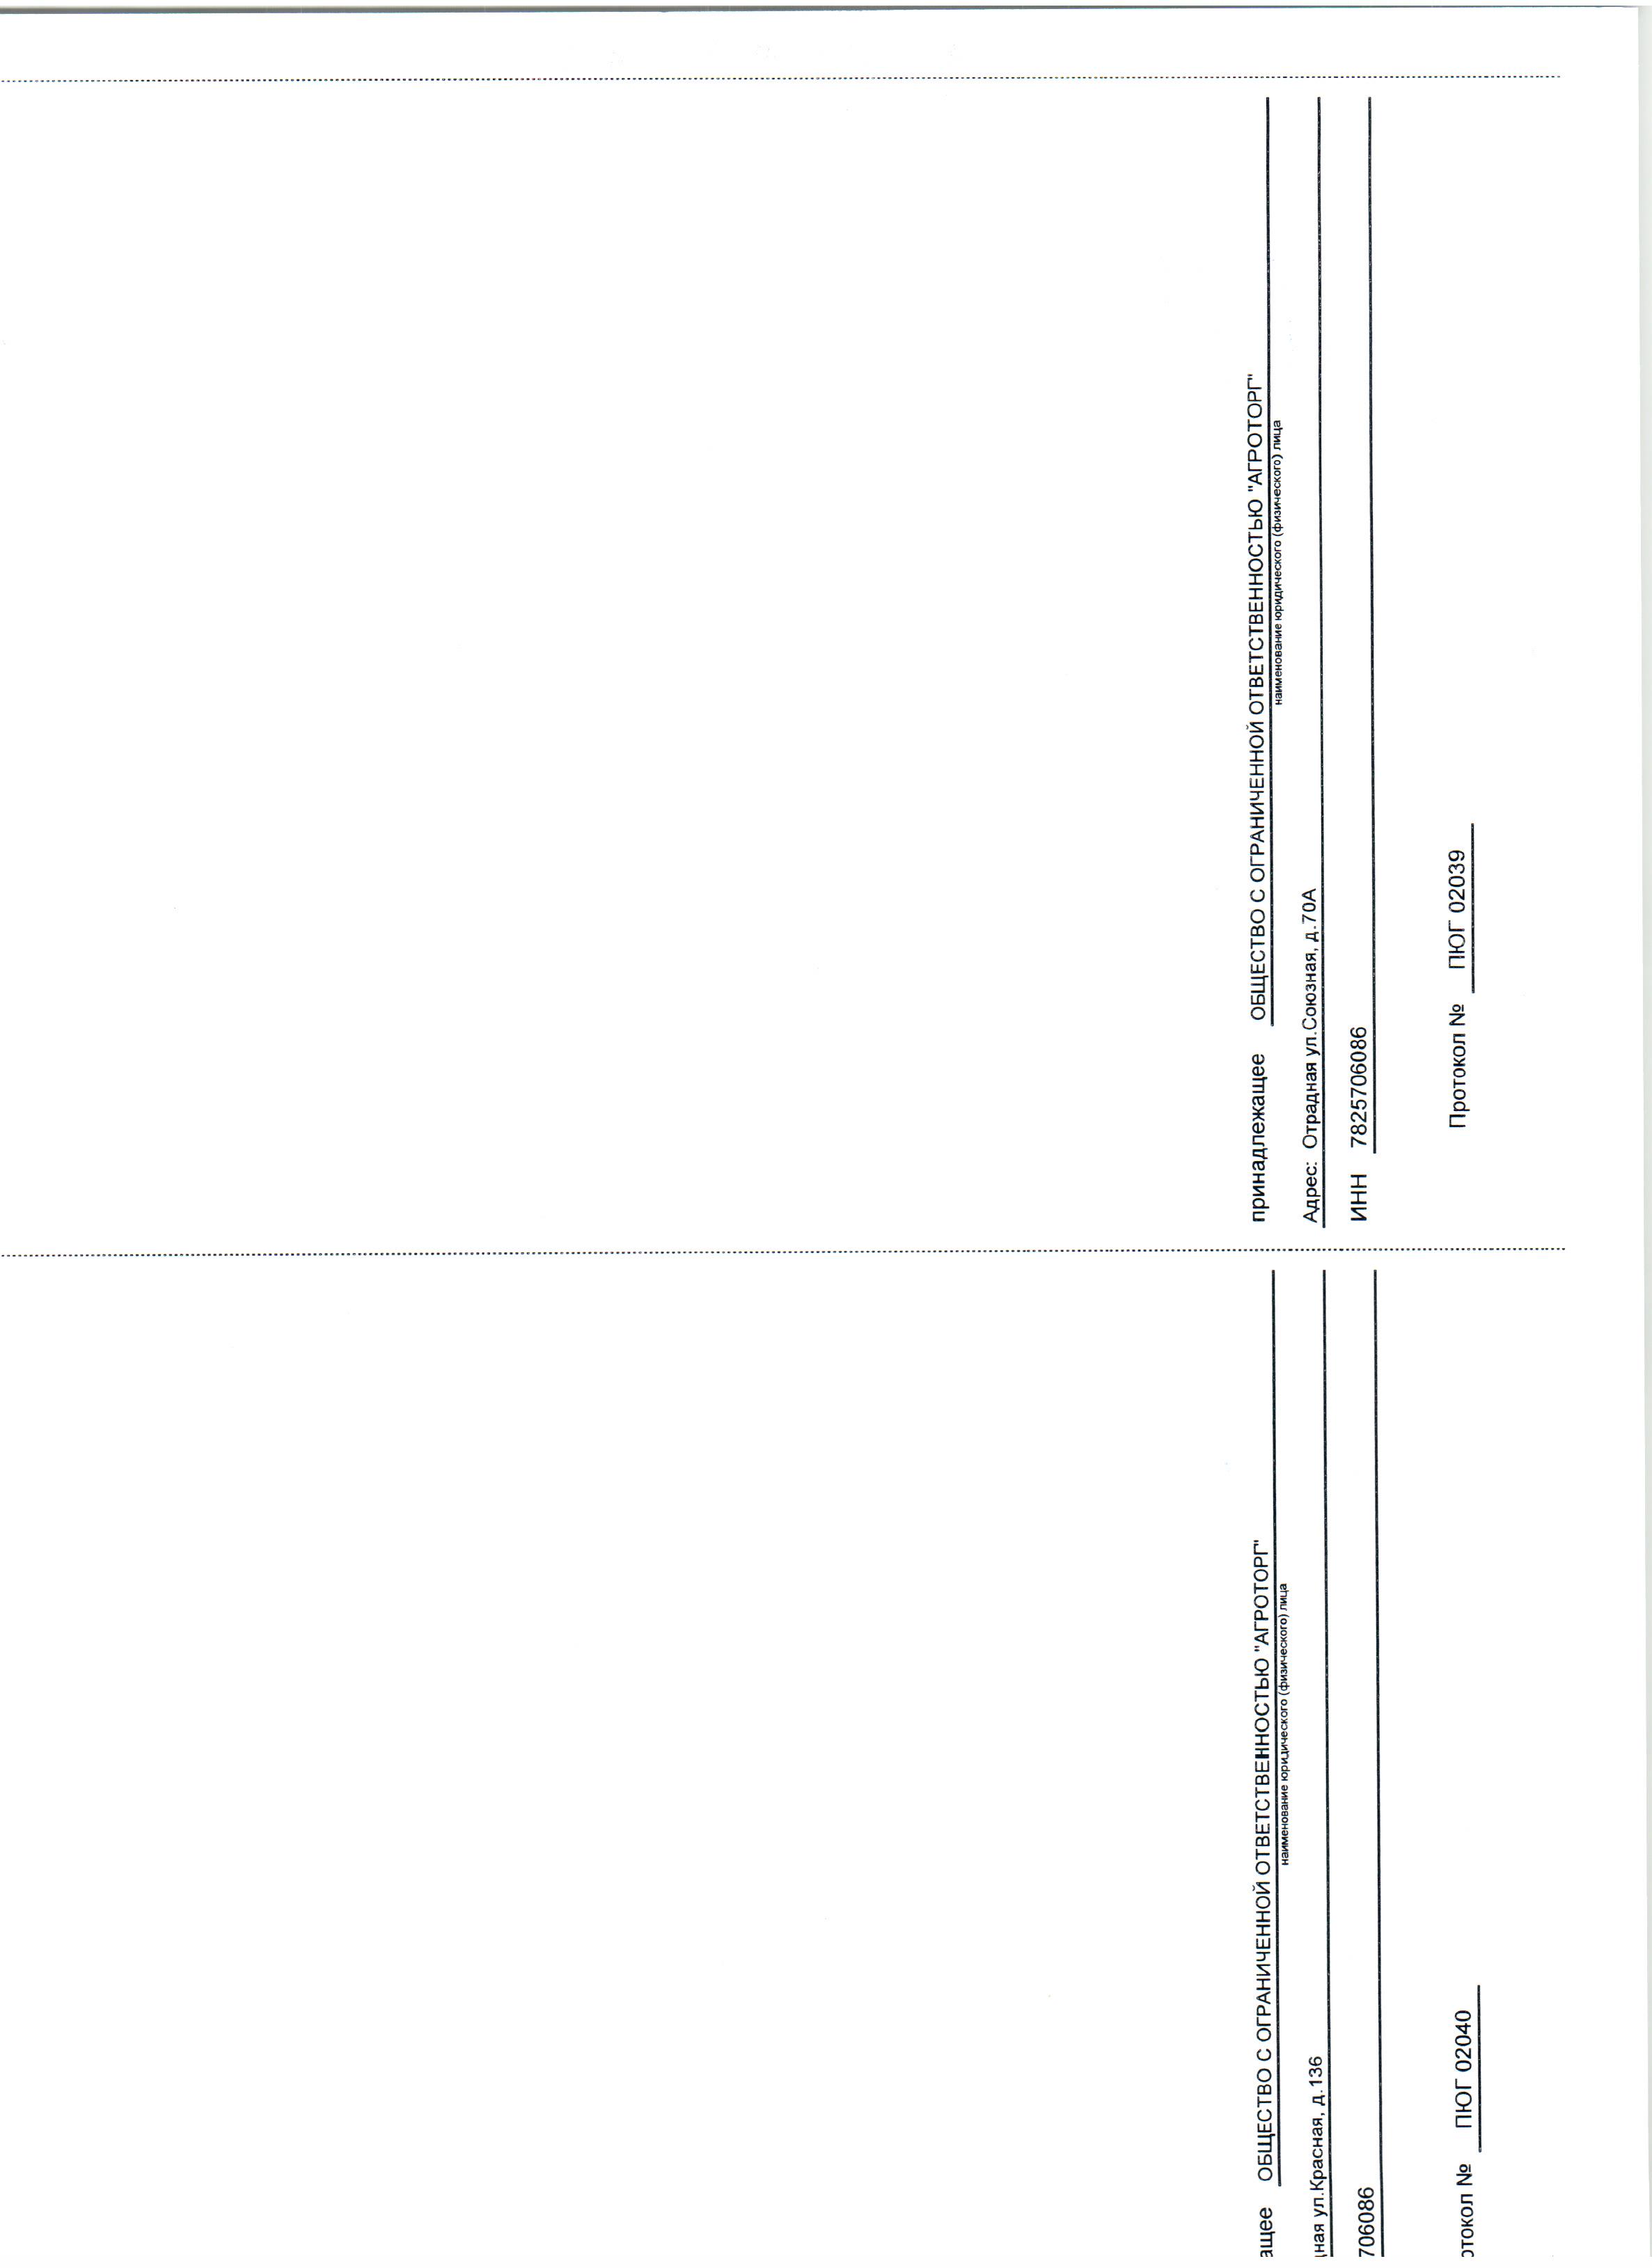 ащее ОБЩЕСТВО С ОГРАНИЧЕННОЙ ОТВЕТСТВЕННОСТЬЮ "АГРОТОРГ"
наименование юридического (физического) лица
ная ул.Красная, д.136
706086
отокол № ПЮГ 02040
принадлежащее ОБЩЕСТВО С ОГРАНИЧЕННОЙ ОТВЕТСТВЕННОСТЬЮ "АГРОТОРГ"
наименование юридического (физического) лица
Адрес: Отрадная ул.Союзная, д.70А
ИНН 7825706086
Протокол № ПЮГ 02039